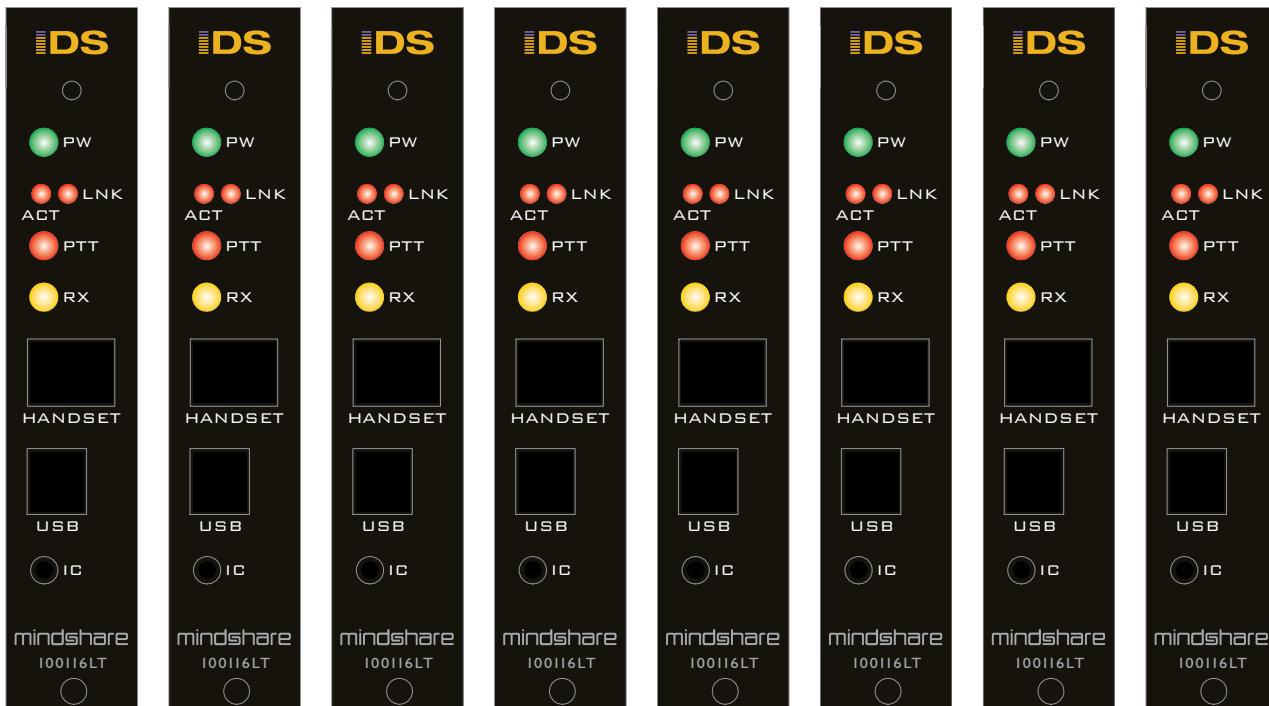 IDS IDS IDS IDS IDS IDS IDS IDS
PW PW PW PW PW PW PW PW
LNK LNK LNK LNK LNK LNK LNK LNK
ACT ACT ACT ACT ACT ACT ACT ACT
PTT PTT PTT PTT PTT PTT PTT PTT
RX RX RX RX RX RX RX RX
HANDSET HANDSET HANDSET HANDSET HANDSET HANDSET HANDSET HANDSET
USB USB USB USB USB USB USB USB
IC IC IC IC IC IC IC IC
mindshare mindshare mindshare mindshare mindshare mindshare mindshare mindshare
100116LT 100116LT 100116LT 100116LT 100116LT 100116LT 100116LT 100116LT